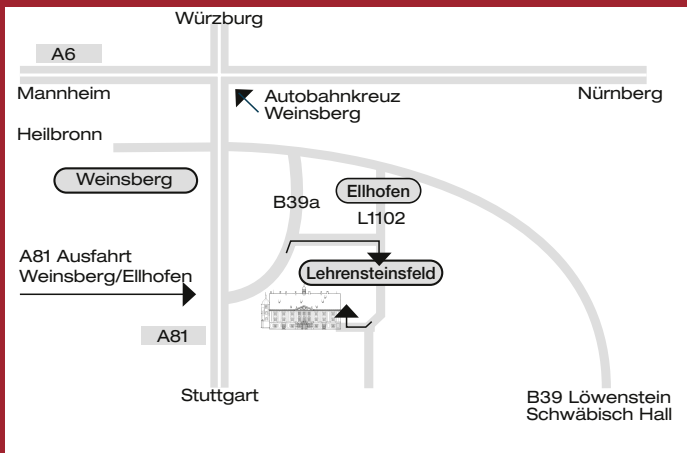 Würzburg
A6
Mannheim
Autobahnkreuz
Weinsberg
Nürnberg
Heilbronn
Weinsberg
Ellhofen
B39a
L1102
A81 Ausfahrt
Weinsberg/Ellhofen
Lehrensteinsfeld
A81
Stuttgart
B39 Löwenstein
Schwäbisch Hall